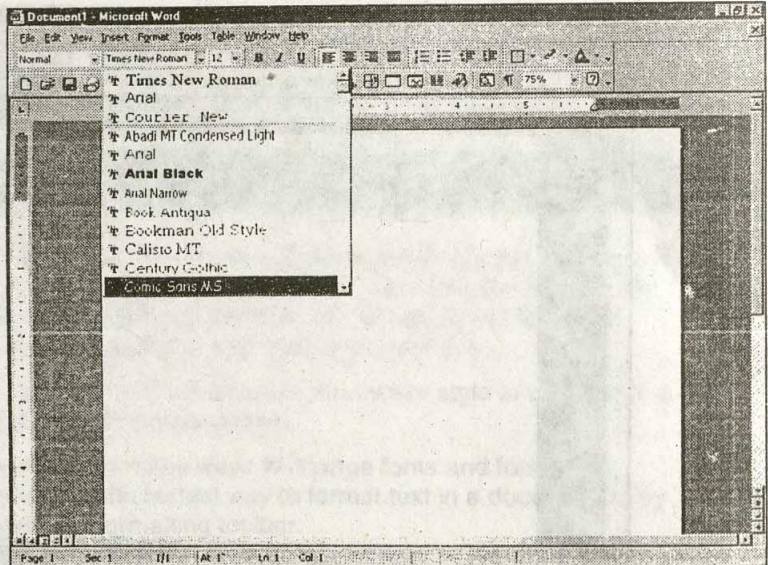 Document1 - Microsoft Word
File Edit View Insert Format Tools Table Window Help
Normal Times New Roman 12 B I U
75%
Times New Roman
Arial
Courier New
Abadi MT Condensed Light
Arial
Arial Black
Arial Narrow
Book Antiqua
Bookman Old Style
Calisto MT
Century Gothic
Comic Sans MS
3 4 5
Page 1 Sec 1 1/1 At 1" Ln 1 Col 1